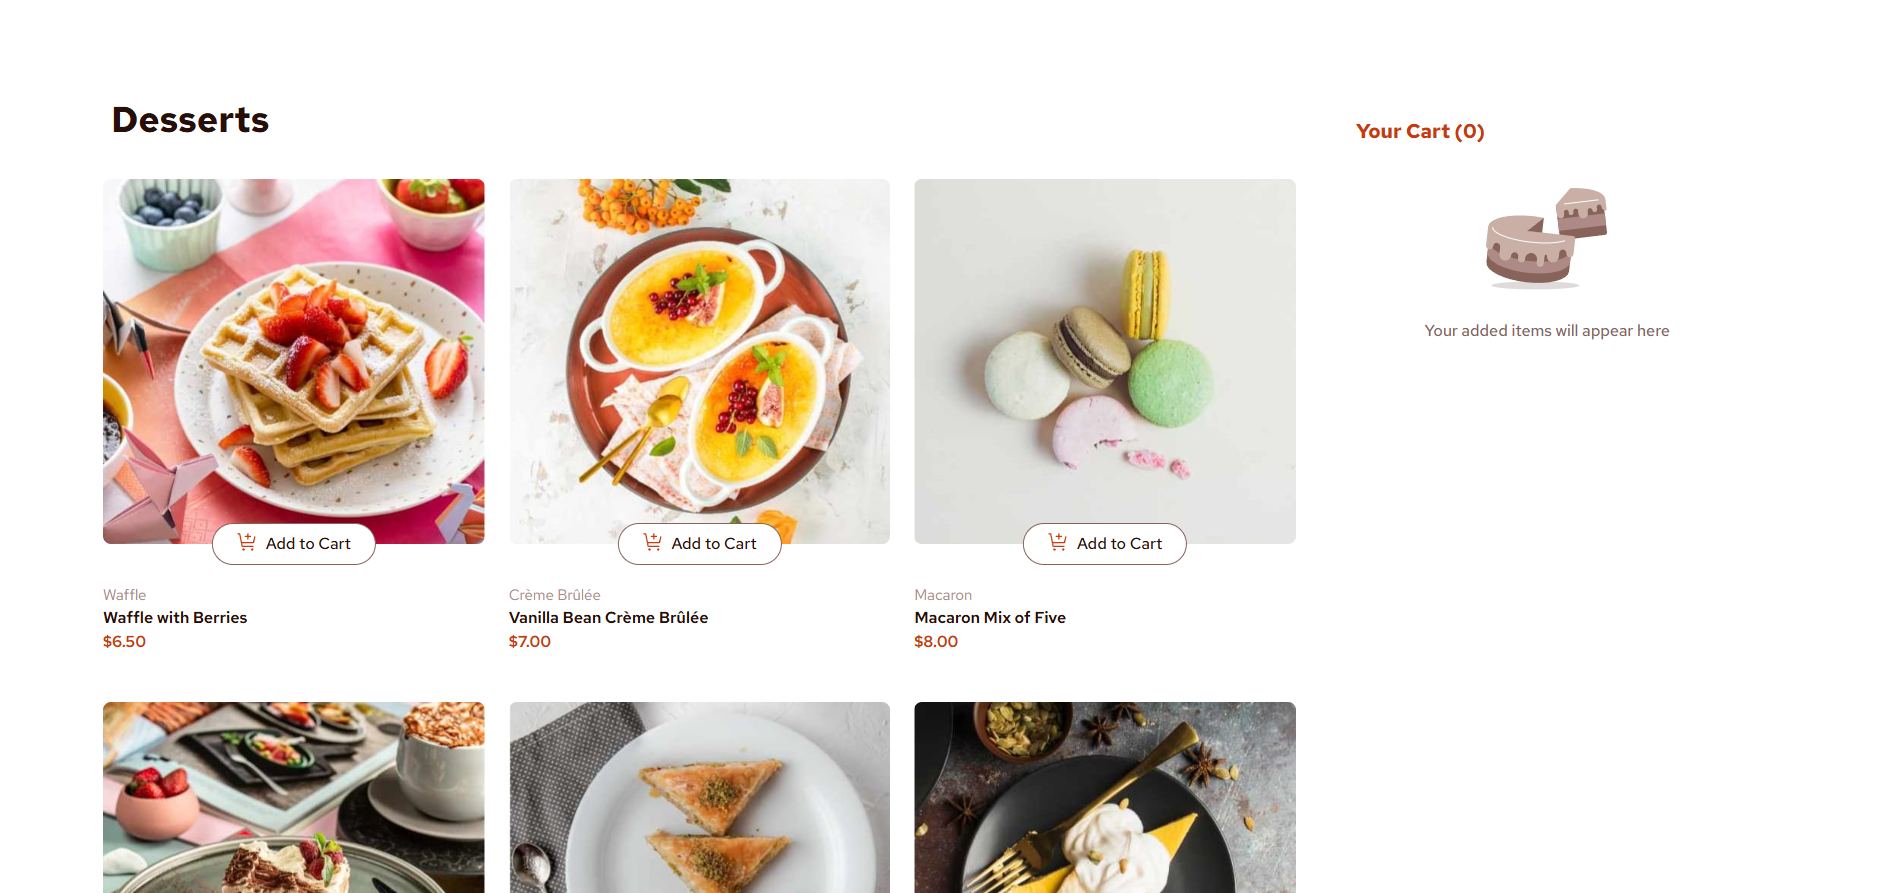 Desserts
Your Cart (0)
Your added items will appear here
Add to Cart
Add to Cart
Add to Cart
Waffle
Waffle with Berries
$6.50
Crème Brûlée
Vanilla Bean Crème Brûlée
$7.00
Macaron
Macaron Mix of Five
$8.00